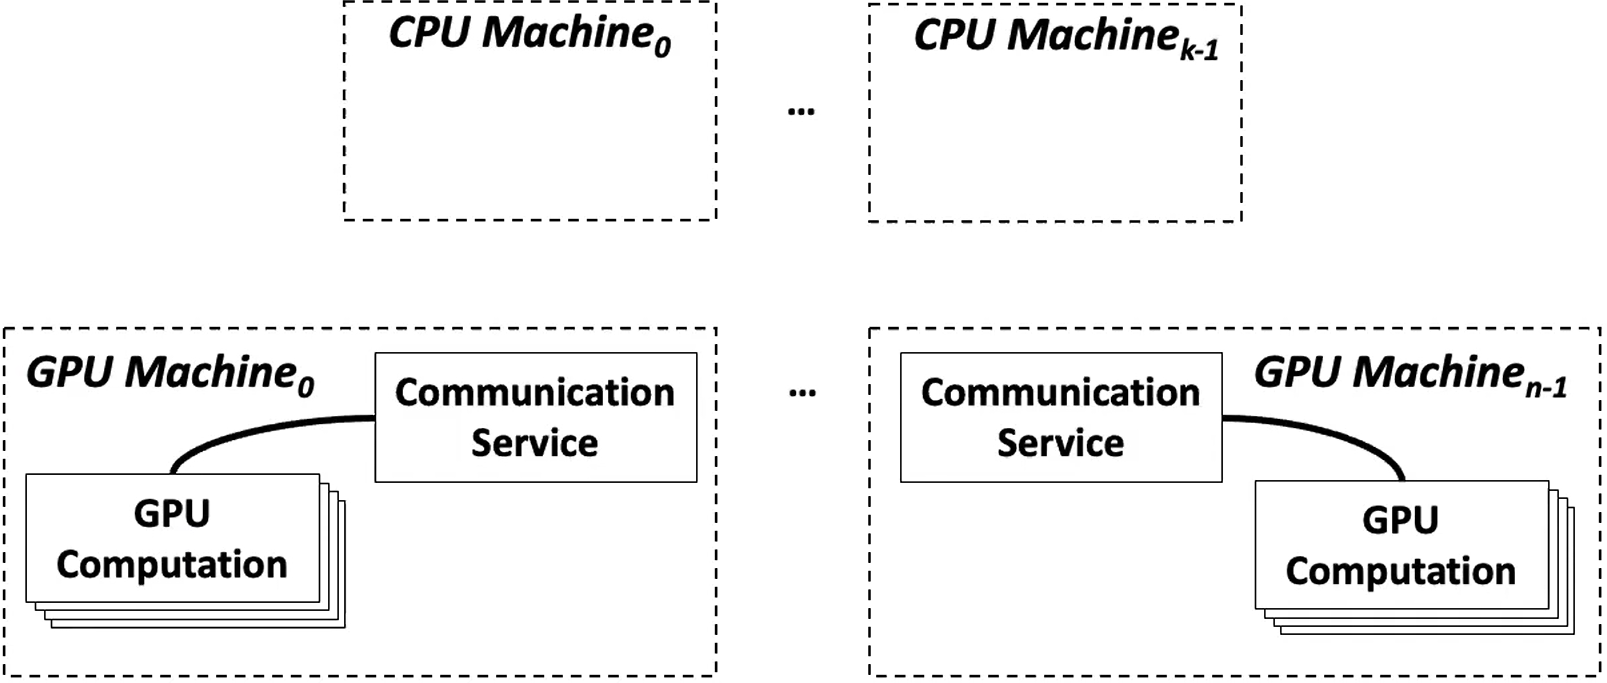 CPU Machine0
CPU Machinek-1
...
GPU Machine0
Communication
Service
...
Communication
Service
GPU Machinen-1
GPU
Computation
GPU
Computation